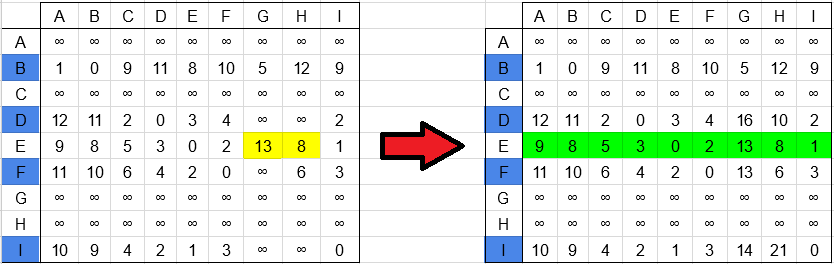 A B C D E F G H I A B C D E F G H I
A ∞ ∞ ∞ ∞ ∞ ∞ ∞ ∞ ∞ A ∞ ∞ ∞ ∞ ∞ ∞ ∞ ∞ ∞
B 1 0 9 11 8 10 5 12 9 B 1 0 9 11 8 10 5 12 9
C ∞ ∞ ∞ ∞ ∞ ∞ ∞ ∞ ∞ C ∞ ∞ ∞ ∞ ∞ ∞ ∞ ∞ ∞
D 12 11 2 0 3 4 ∞ ∞ 2 D 12 11 2 0 3 4 16 10 2
E 9 8 5 3 0 2 13 8 1 E 9 8 5 3 0 2 13 8 1
F 11 10 6 4 2 0 ∞ 6 3 F 11 10 6 4 2 0 13 6 3
G ∞ ∞ ∞ ∞ ∞ ∞ ∞ ∞ ∞ G ∞ ∞ ∞ ∞ ∞ ∞ ∞ ∞ ∞
H ∞ ∞ ∞ ∞ ∞ ∞ ∞ ∞ ∞ H ∞ ∞ ∞ ∞ ∞ ∞ ∞ ∞ ∞
I 10 9 4 2 1 3 ∞ ∞ 0 I 10 9 4 2 1 3 14 21 0